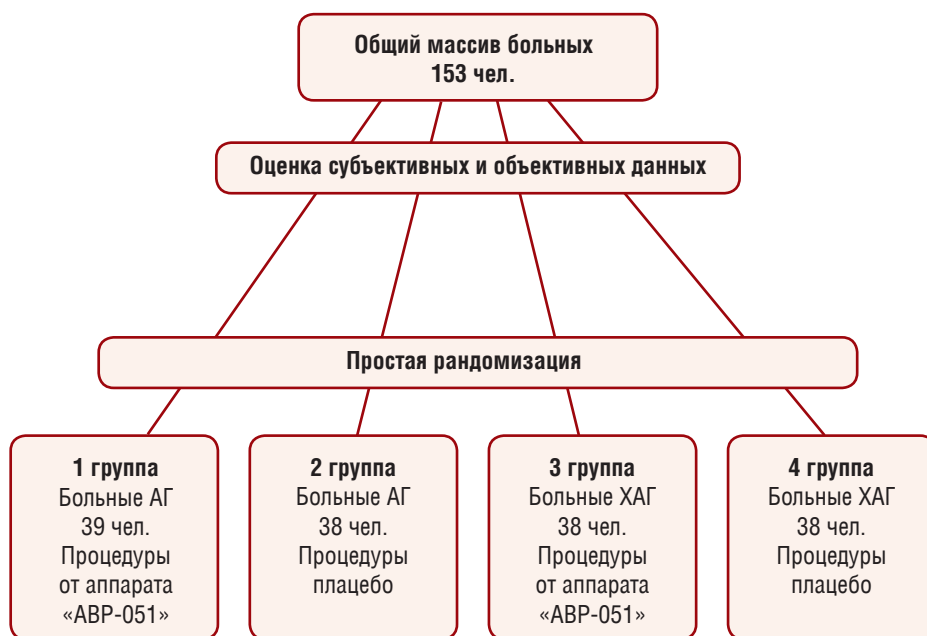 Общий массив больных
153 чел.
Оценка субъективных и объективных данных
Простая рандомизация
1 группа
Больные АГ
39 чел.
Процедуры
от аппарата
«АВР-051»
2 группа
Больные АГ
38 чел.
Процедуры
плацебо
3 группа
Больные ХАГ
38 чел.
Процедуры
от аппарата
«АВР-051»
4 группа
Больные ХАГ
38 чел.
Процедуры
плацебо